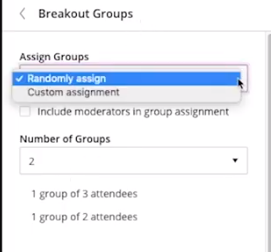 Breakout Groups
Assign Groups
Randomly assign
Custom assignment
Include moderators in group assignment
Number of Groups
2
1 group of 3 attendees
1 group of 2 attendees